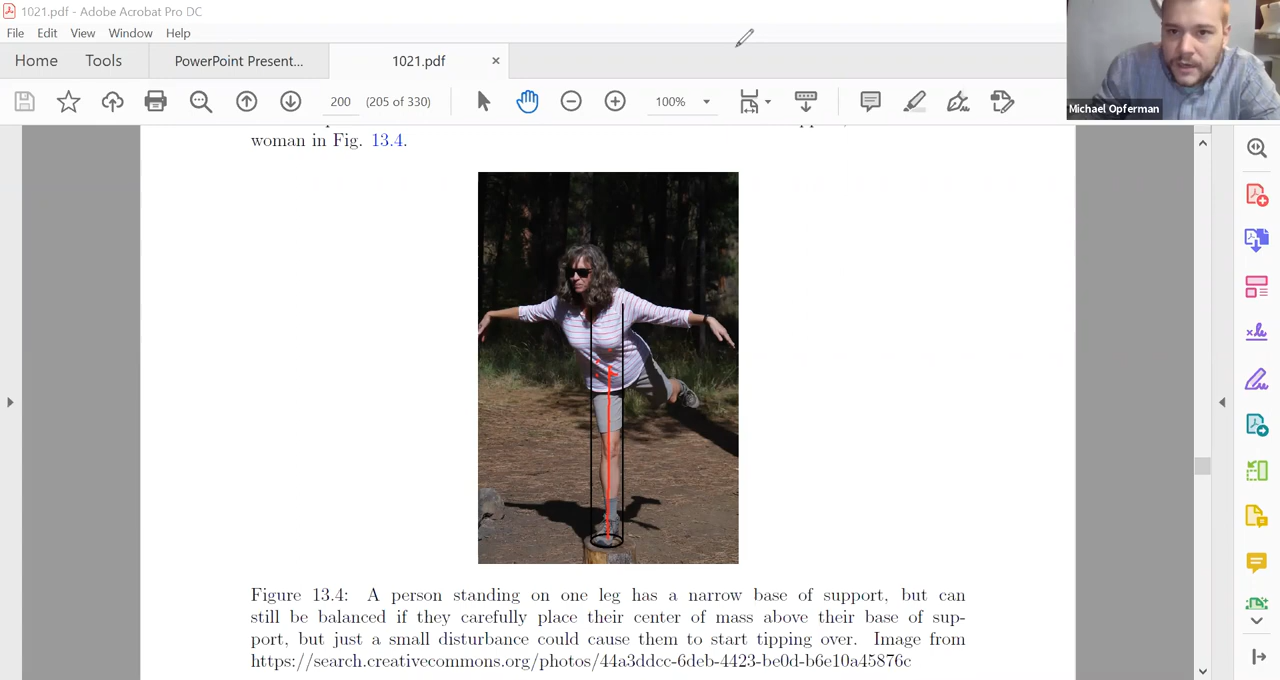 1021.pdf - Adobe Acrobat Pro DC
File Edit View Window Help
Home Tools PowerPoint Present... 1021.pdf ×
200 (205 of 330) 100%
Michael Opferman
woman in Fig. 13.4.
Figure 13.4: A person standing on one leg has a narrow base of support, but can
still be balanced if they carefully place their center of mass above their base of sup-
port, but just a small disturbance could cause them to start tipping over. Image from
https://search.creativecommons.org/photos/44a3ddcc-6deb-4423-be0d-b6e10a45876c